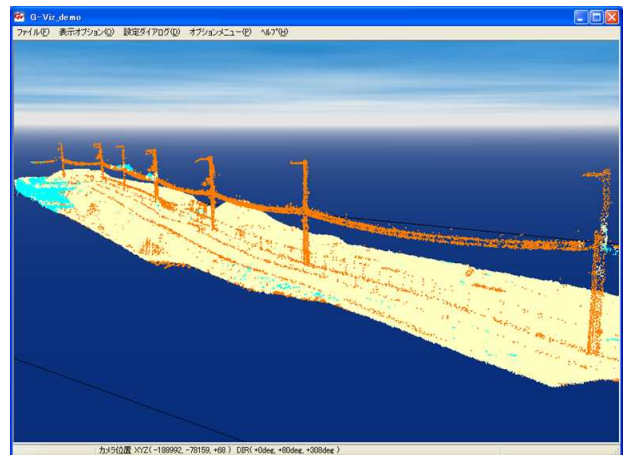 G-Viz_demo
ファイル(F) 表示オプション(O) 設定ダイアログ(D) オプションメニュー(P) ヘルプ(H)
カメラ位置 XYZ( -188992, -78159, +68 ) DIR( +0deg, +80deg, +308deg )